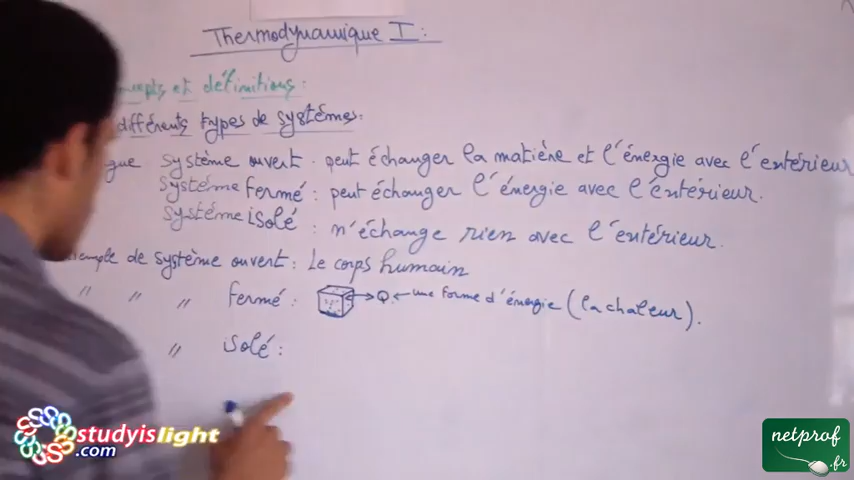 Thermodynamique I :
et définitions :
différents types de systèmes :
système ouvert . peut échanger la matière et l'énergie avec l'extérieur
système fermé : peut échanger l'énergie avec l'extérieur.
système isolé : n'échange rien avec l'extérieur.
de système ouvert : Le corps humain
" " " fermé : Q ← une forme d'énergie (la chaleur).
" isolé :
studyislight
.com
netprof
.fr